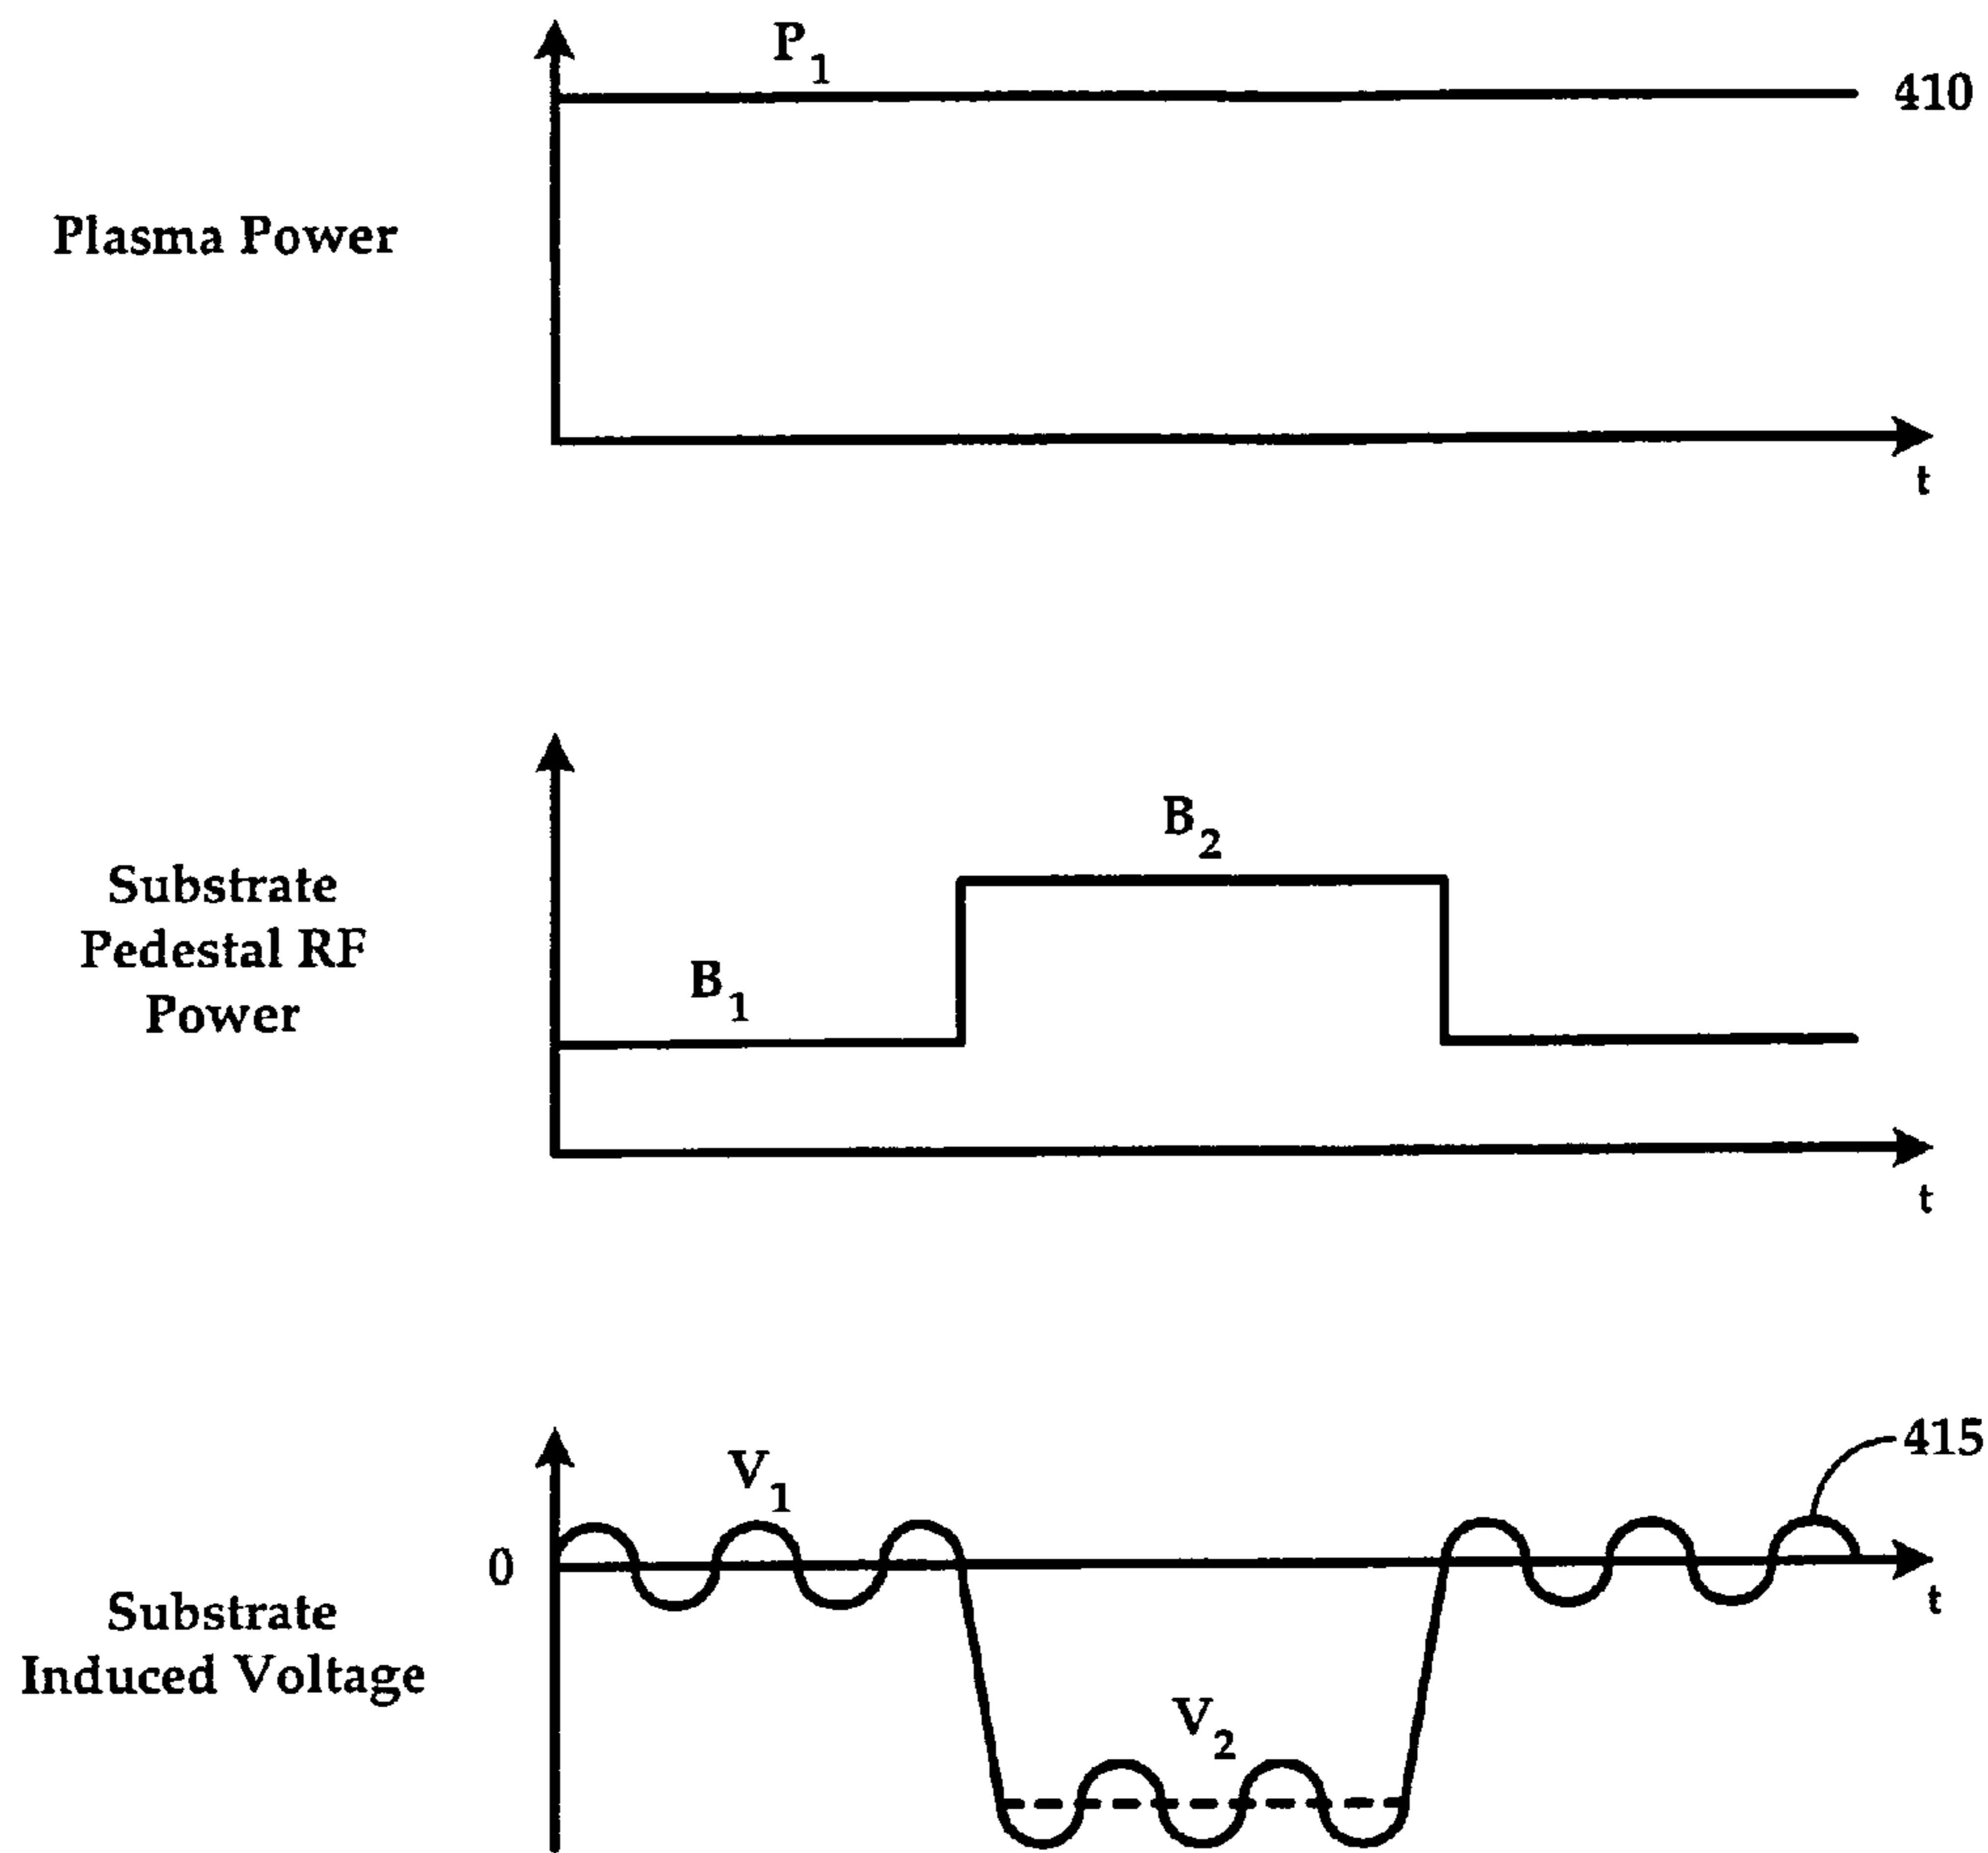 P1
410
Plasma Power
t
B2
Substrate
Pedestal RF
Power
B1
t
415
V1
0
t
Substrate
Induced Voltage
V2